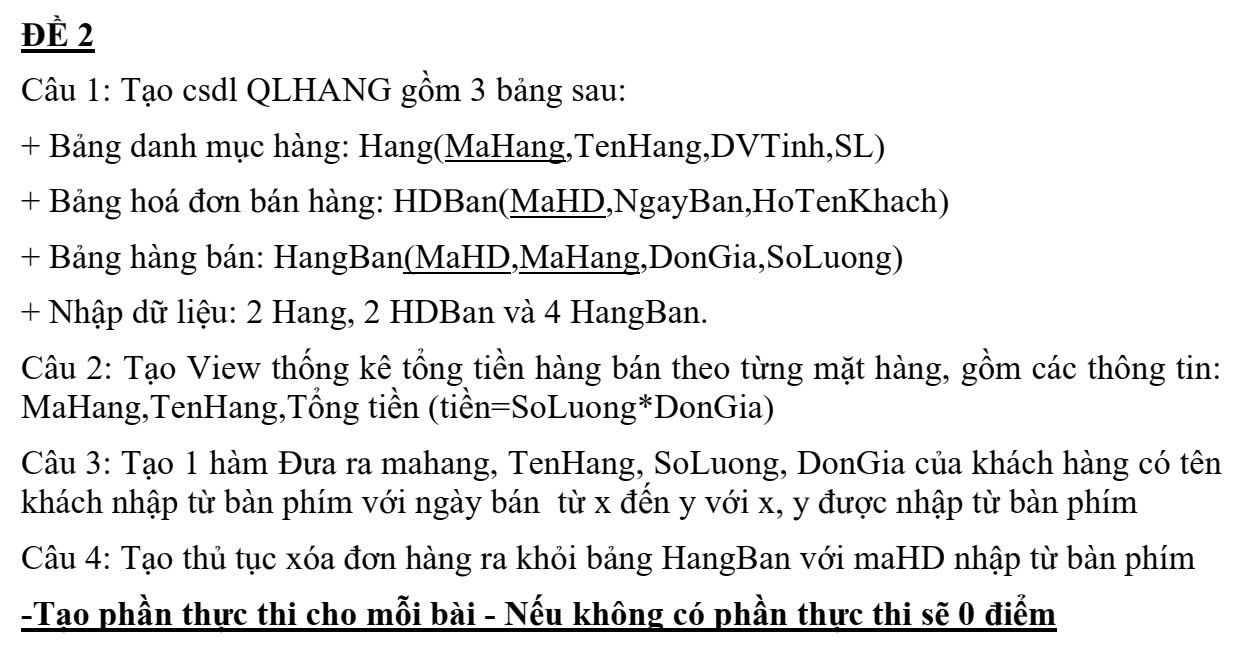 ĐỀ 2
Câu 1: Tạo csdl QLHANG gồm 3 bảng sau:
+ Bảng danh mục hàng: Hang(MaHang,TenHang,DVTinh,SL)
+ Bảng hoá đơn bán hàng: HDBan(MaHD,NgayBan,HoTenKhach)
+ Bảng hàng bán: HangBan(MaHD,MaHang,DonGia,SoLuong)
+ Nhập dữ liệu: 2 Hang, 2 HDBan và 4 HangBan.
Câu 2: Tạo View thống kê tổng tiền hàng bán theo từng mặt hàng, gồm các thông tin:
MaHang,TenHang,Tổng tiền (tiền=SoLuong*DonGia)
Câu 3: Tạo 1 hàm Đưa ra mahang, TenHang, SoLuong, DonGia của khách hàng có tên
khách nhập từ bàn phím với ngày bán  từ x đến y với x, y được nhập từ bàn phím
Câu 4: Tạo thủ tục xóa đơn hàng ra khỏi bảng HangBan với maHD nhập từ bàn phím
-Tạo phần thực thi cho mỗi bài - Nếu không có phần thực thi sẽ 0 điểm